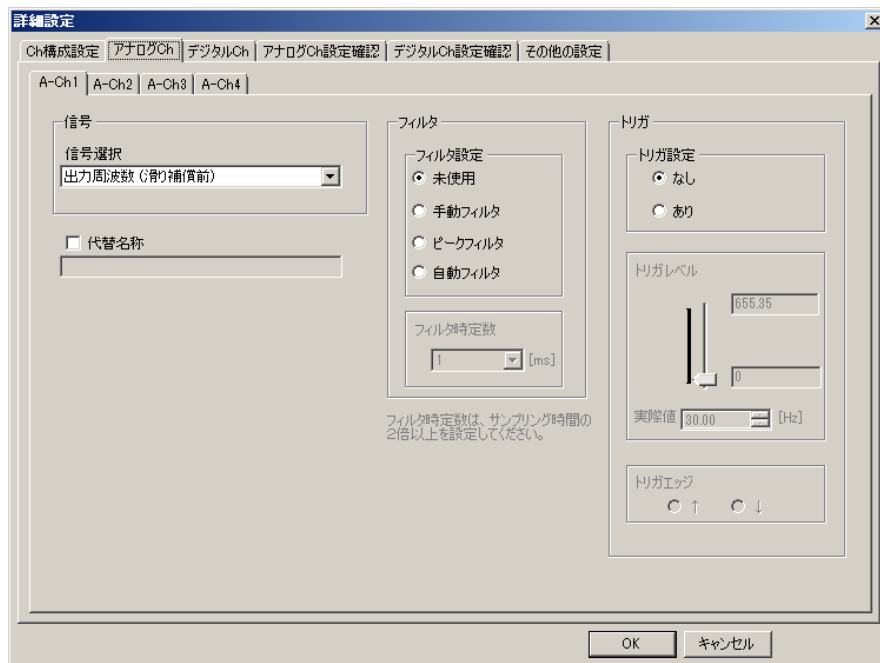 詳細設定
Ch構成設定 アナログCh デジタルCh アナログCh設定確認 デジタルCh設定確認 その他の設定
A-Ch1 A-Ch2 A-Ch3 A-Ch4
信号
信号選択
出力周波数 (滑り補償前)
代替名称
フィルタ
フィルタ設定
未使用
手動フィルタ
ピークフィルタ
自動フィルタ
フィルタ時定数
1 [ms]
フィルタ時定数は、サンプリング時間の
2倍以上を設定してください。
トリガ
トリガ設定
なし
あり
トリガレベル
655.35
0
実際値 30.00 [Hz]
トリガエッジ
↑ ↓
OK キャンセル